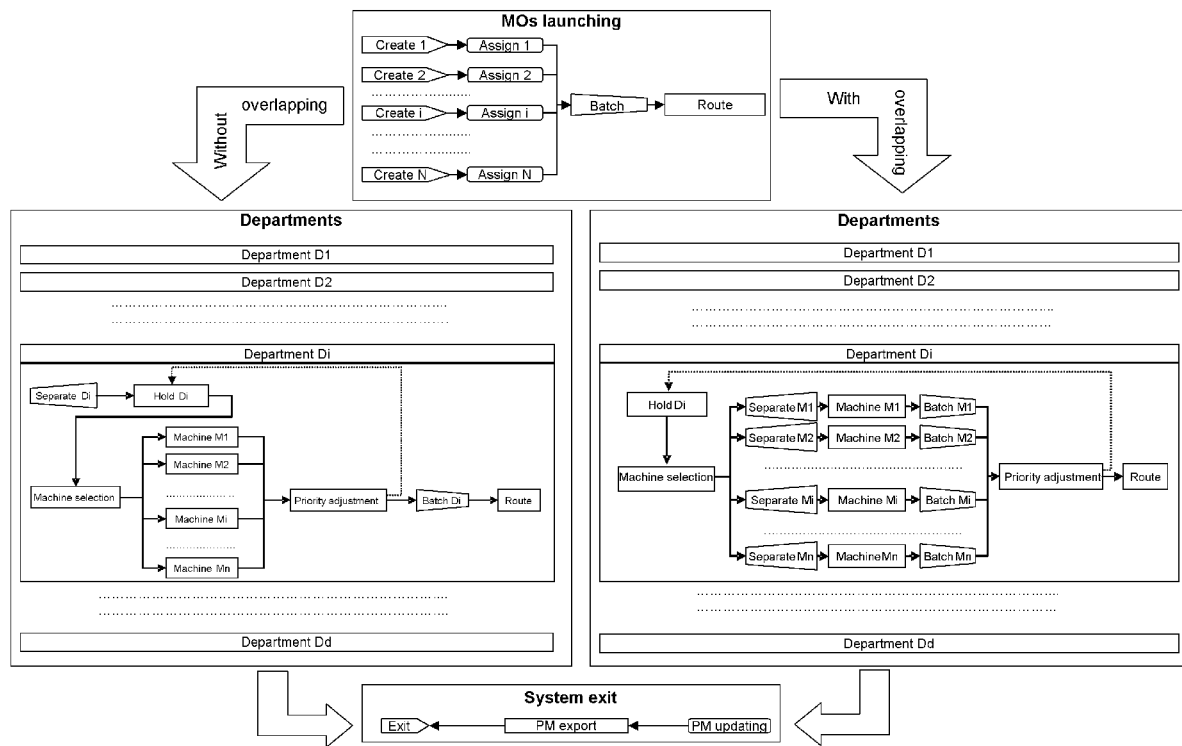 MOs launching
Create 1 Assign 1
Create 2 Assign 2
Create i Assign i
Batch Route
Create N Assign N
Without overlapping
With overlapping
Departments
Department D1
Department D2
Department Di
Separate Di
Hold Di
Machine M1
Machine M2
Machine selection
Machine Mi
Machine Mn
Priority adjustment
Batch Di
Route
Department Dd
Departments
Department D1
Department D2
Department Di
Hold Di
Machine selection
Separate M1 Machine M1 Batch M1
Separate M2 Machine M2 Batch M2
Separate Mi Machine Mi Batch Mi
Separate Mn Machine Mn Batch Mn
Priority adjustment
Route
Department Dd
System exit
Exit PM export PM updating